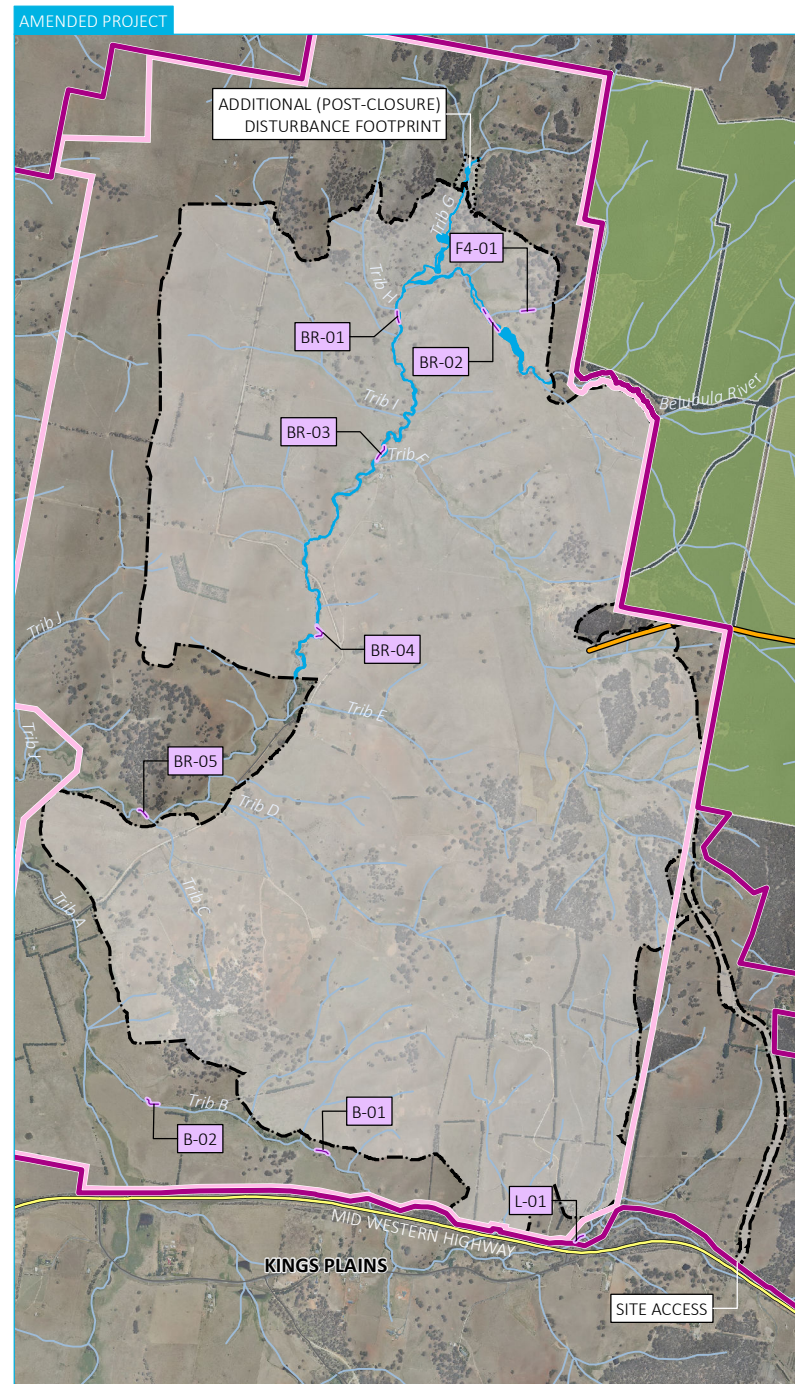 AMENDED PROJECT
ADDITIONAL (POST-CLOSURE)
DISTURBANCE FOOTPRINT
Trib G
F4-01
Trib H
BR-01
BR-02
Belubula River
Trib I
BR-03
Trib F
Trib J
BR-04
Trib E
BR-05
Trib D
Trib C
Trib A
Trib B
B-01
B-02
L-01
MID WESTERN HIGHWAY
KINGS PLAINS
SITE ACCESS